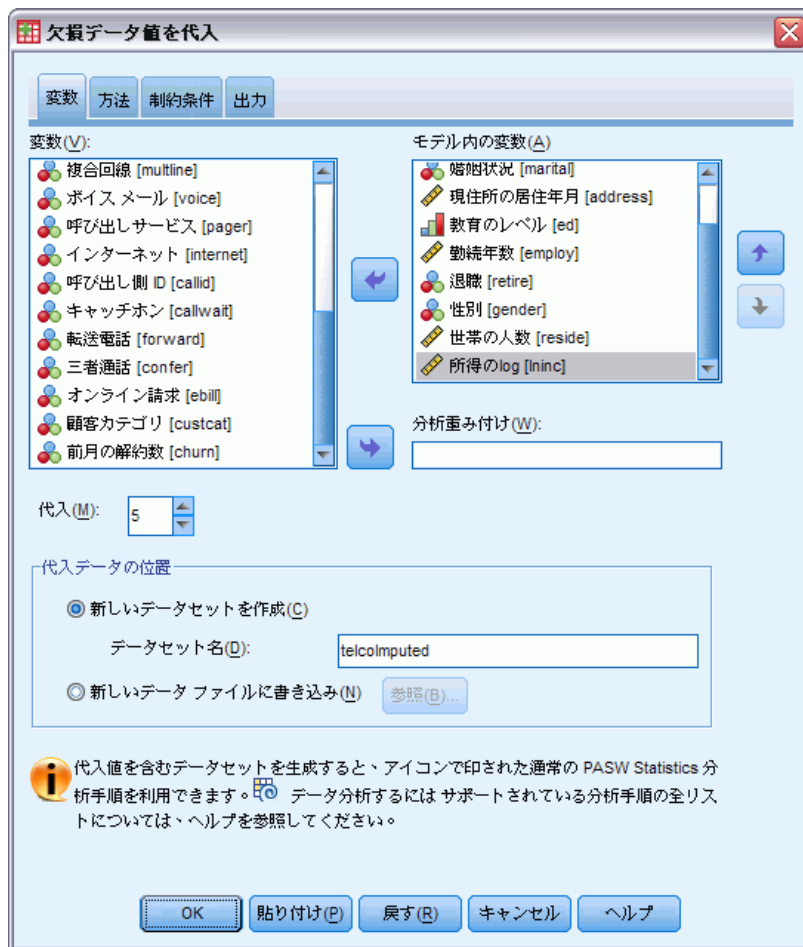 欠損データ値を代入
変数 方法 制約条件 出力
変数(V):
複合回線 [multline]
ボイス メール [voice]
呼び出しサービス [pager]
インターネット [internet]
呼び出し側 ID [callid]
キャッチホン [callwait]
転送電話 [forward]
三者通話 [confer]
オンライン請求 [ebill]
顧客カテゴリ [custcat]
前月の解約数 [churn]
モデル内の変数(A)
婚姻状況 [marital]
現住所の居住年月 [address]
教育のレベル [ed]
勤続年数 [employ]
退職 [retire]
性別 [gender]
世帯の人数 [reside]
所得のlog [lninc]
分析重み付け(W):
代入(M): 5
代入データの位置
新しいデータセットを作成(C)
データセット名(D): telcoImputed
新しいデータ ファイルに書き込み(N) 参照(B)...
代入値を含むデータセットを生成すると、アイコンで印された通常の PASW Statistics 分
析手順を利用できます。 データ分析するには サポートされている分析手順の全リス
トについては、ヘルプを参照してください。
OK 貼り付け(P) 戻す(R) キャンセル ヘルプ